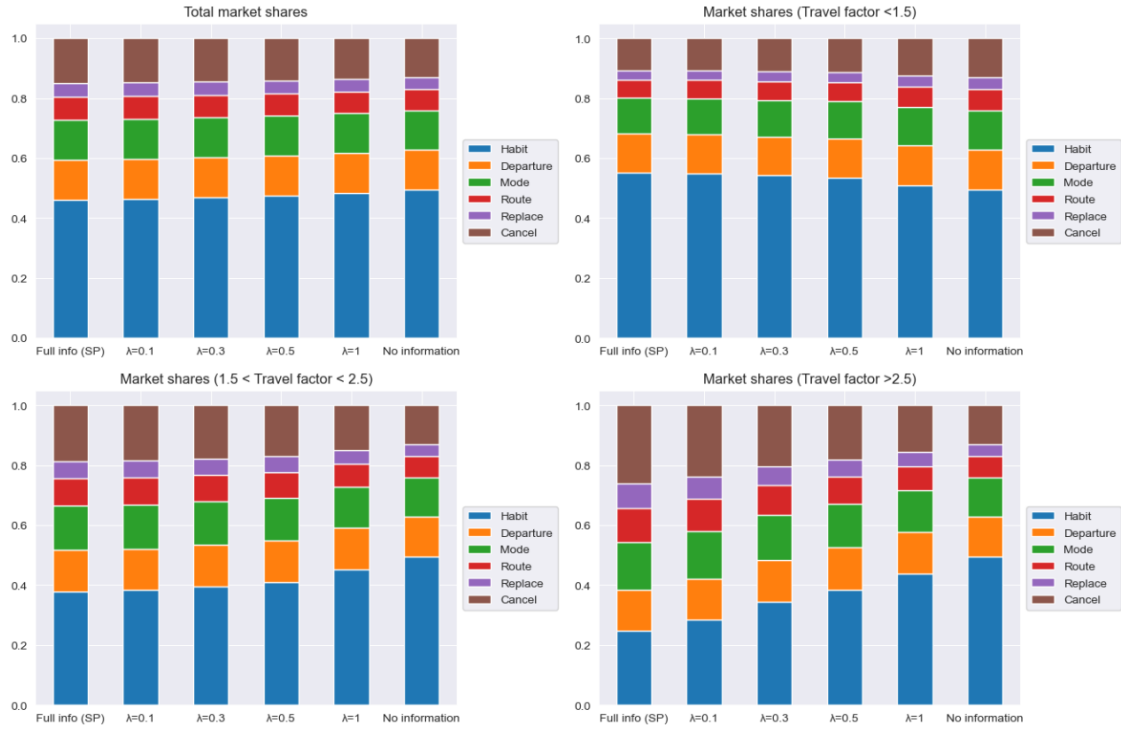 Total market shares
1.0
0.8
0.6
0.4
0.2
0.0
Full info (SP) λ=0.1 λ=0.3 λ=0.5 λ=1 No information
Habit
Departure
Mode
Route
Replace
Cancel
Market shares (Travel factor <1.5)
1.0
0.8
0.6
0.4
0.2
0.0
Full info (SP) λ=0.1 λ=0.3 λ=0.5 λ=1 No information
Habit
Departure
Mode
Route
Replace
Cancel
Market shares (1.5 < Travel factor < 2.5)
1.0
0.8
0.6
0.4
0.2
0.0
Full info (SP) λ=0.1 λ=0.3 λ=0.5 λ=1 No information
Habit
Departure
Mode
Route
Replace
Cancel
Market shares (Travel factor >2.5)
1.0
0.8
0.6
0.4
0.2
0.0
Full info (SP) λ=0.1 λ=0.3 λ=0.5 λ=1 No information
Habit
Departure
Mode
Route
Replace
Cancel